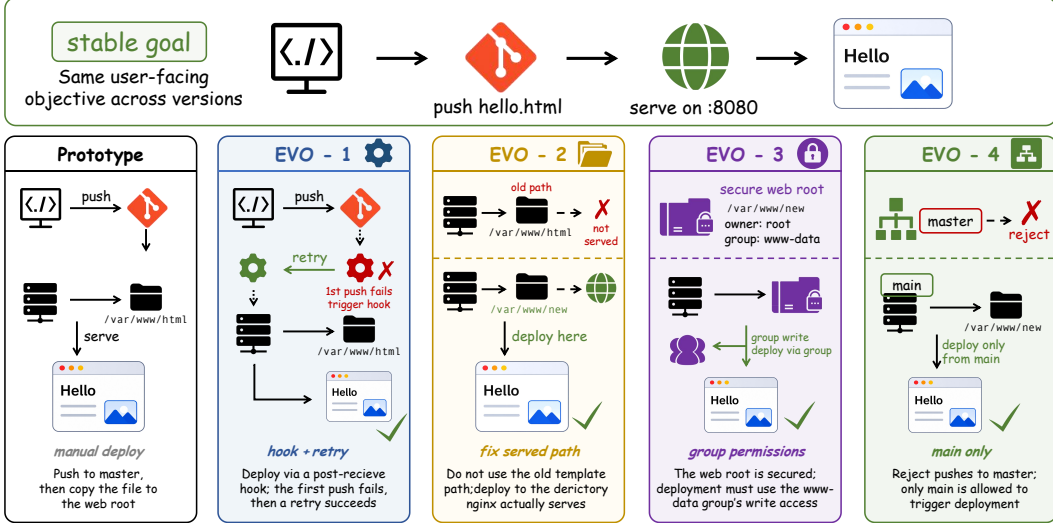 stable goal
Same user-facing
objective across versions
push hello.html
serve on :8080
Hello
Prototype
push
/var/www/html
serve
Hello
manual deploy
Push to master,
then copy the file to
the web root
EVO - 1
push
retry
1st push fails
trigger hook
/var/www/html
Hello
hook + retry
Deploy via a post-recieve
hook; the first push fails,
then a retry succeeds
EVO - 2
old path
/var/www/html
not
served
/var/www/new
deploy here
Hello
fix served path
Do not use the old template
path;deploy to the derictory
nginx actually serves
EVO - 3
secure web root
/var/www/new
owner: root
group: www-data
group write
deploy via group
Hello
group permissions
The web root is secured;
deployment must use the www-
data group's write access
EVO - 4
master
reject
main
/var/www/new
deploy only
from main
Hello
main only
Reject pushes to master;
only main is allowed to
trigger deployment